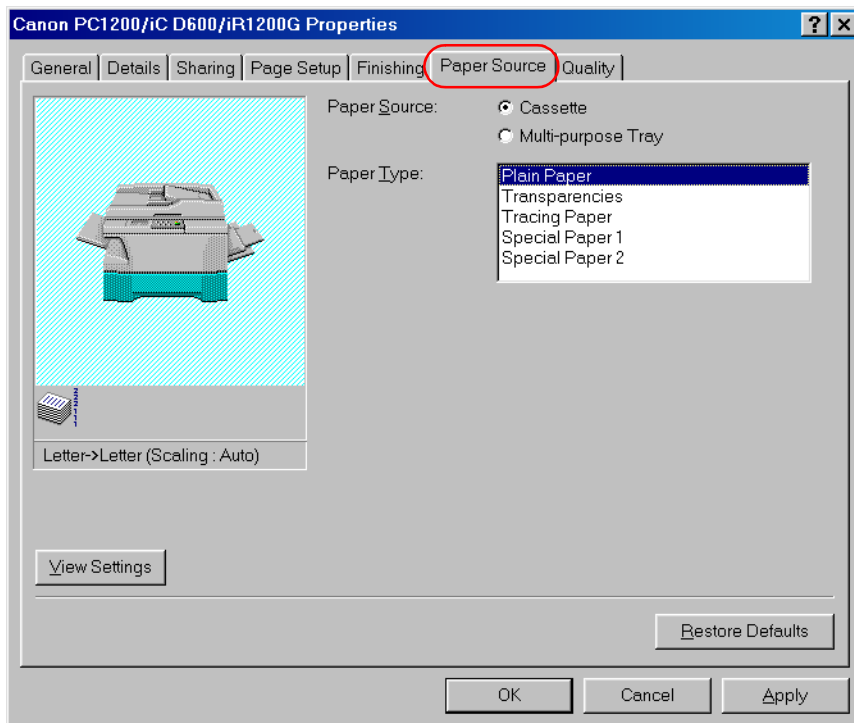 Canon PC1200/iC D600/iR1200G Properties
General Details Sharing Page Setup Finishing Paper Source Quality
Paper Source: Cassette
Multi-purpose Tray
Paper Type: Plain Paper
Transparencies
Tracing Paper
Special Paper 1
Special Paper 2
Letter->Letter (Scaling : Auto)
View Settings
Restore Defaults
OK Cancel Apply